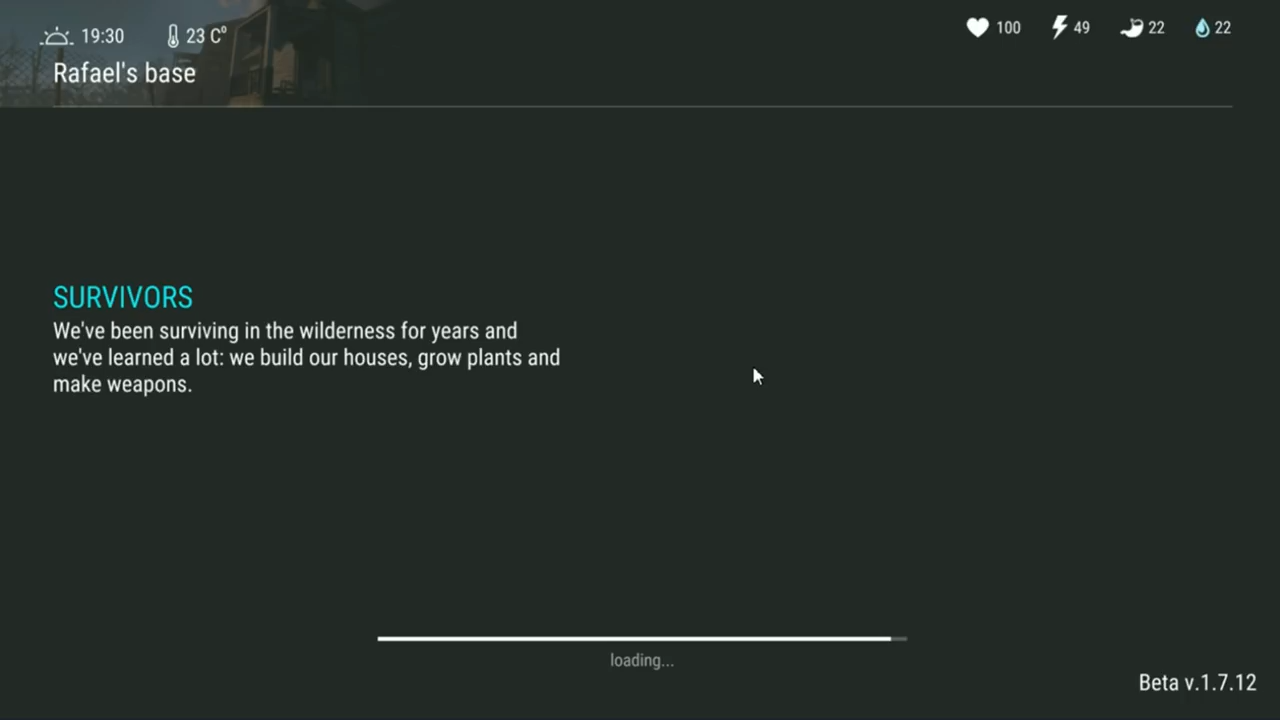 19:30
23 Cº
100
49
22
22
Rafael's base
SURVIVORS
We've been surviving in the wilderness for years and
we've learned a lot: we build our houses, grow plants and
make weapons.
loading...
Beta v.1.7.12